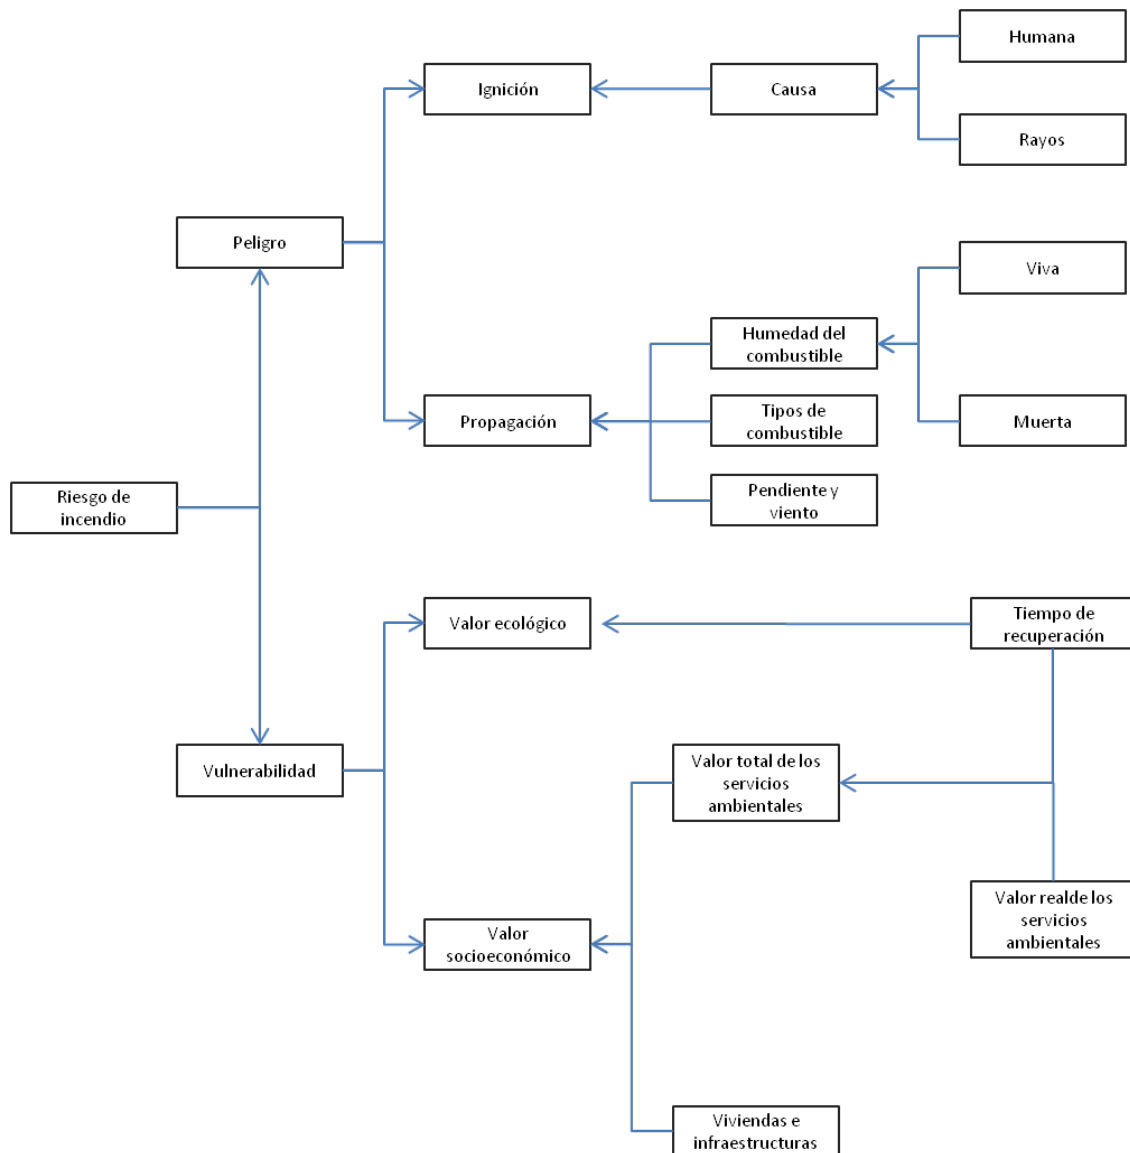 Humana
Ignición
Causa
Rayos
Peligro
Viva
Humedad del
combustible
Propagación
Tipos de
combustible
Muerta
Riesgo de
incendio
Pendiente y
viento
Valor ecológico
Tiempo de
recuperación
Vulnerabilidad
Valor total de los
servicios
ambientales
Valor realde los
servicios
ambientales
Valor
socioeconómico
Viviendas e
infraestructuras